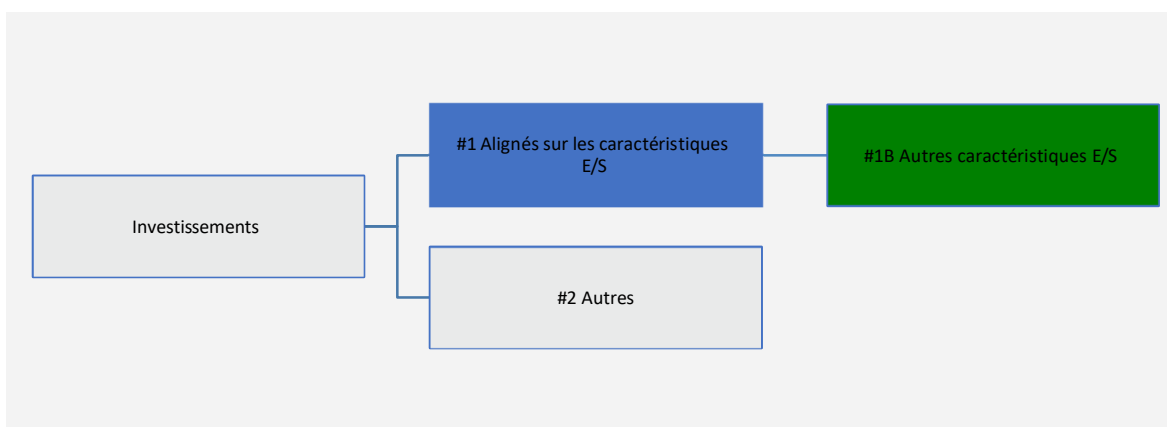 #1 Alignés sur les caractéristiques
E/S
#1B Autres caractéristiques E/S
Investissements
#2 Autres